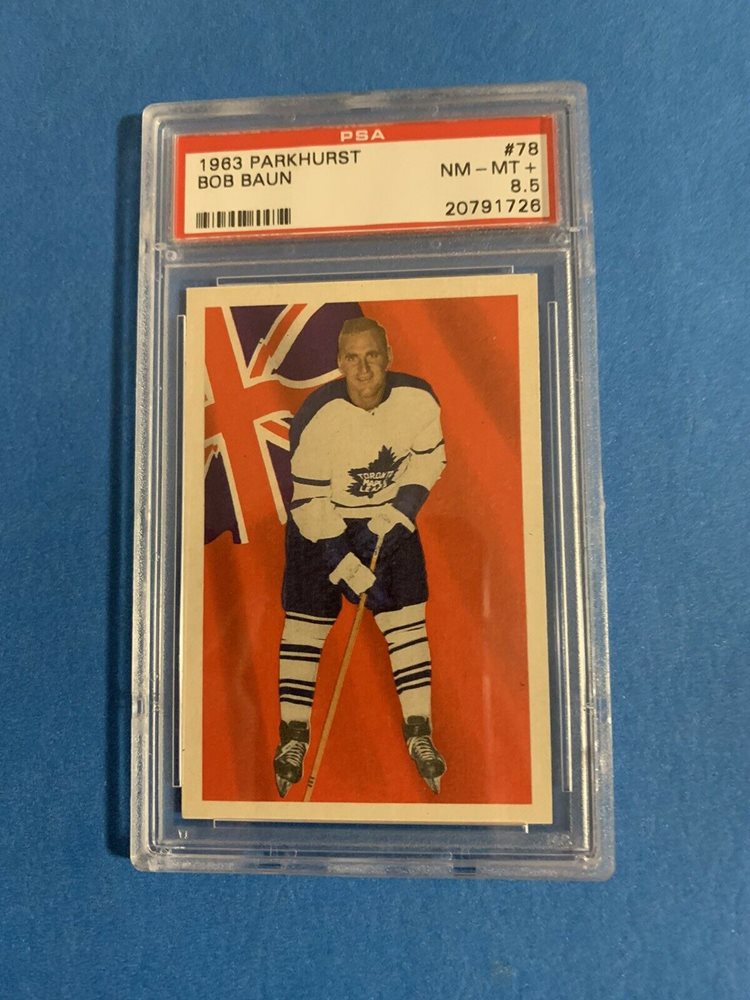 PSA
1963 PARKHURST #78
BOB BAUN NM - MT +
8.5
20791726
TORONTO
MAPLE
LEAFS